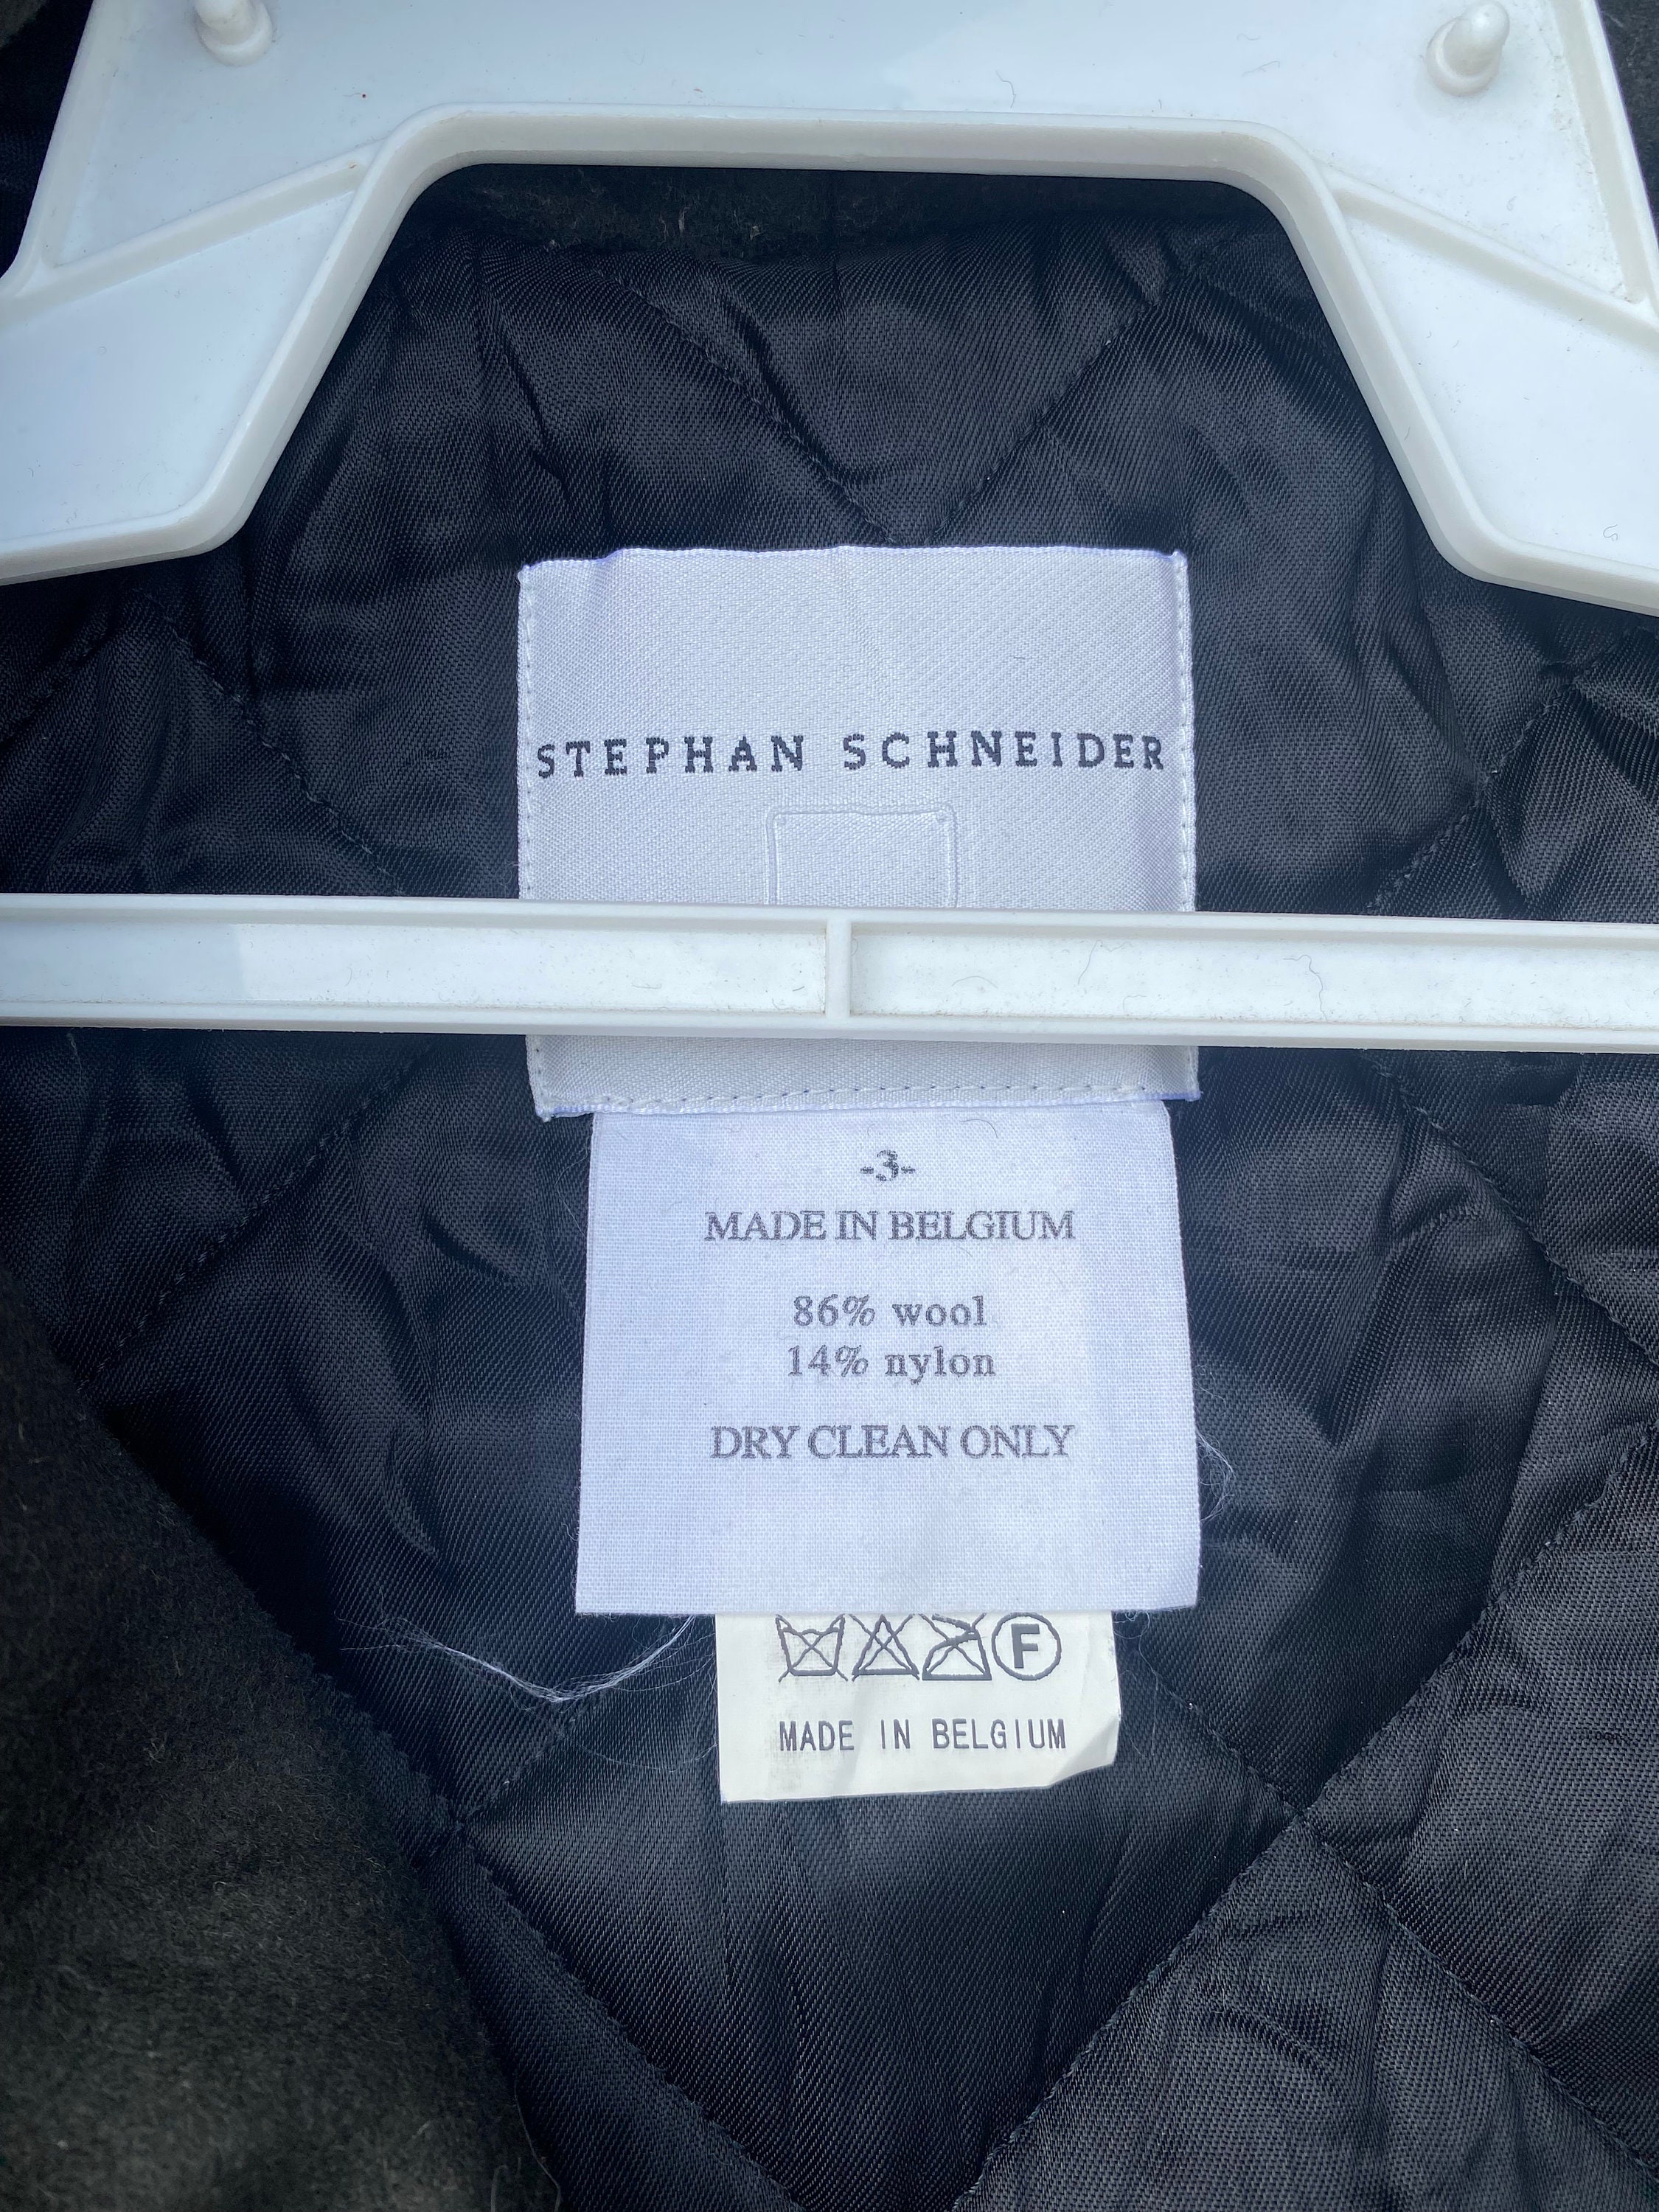 STEPHAN SCHNEIDER
-3-
MADE IN BELGIUM
86% wool
14% nylon
DRY CLEAN ONLY
F
MADE IN BELGIUM